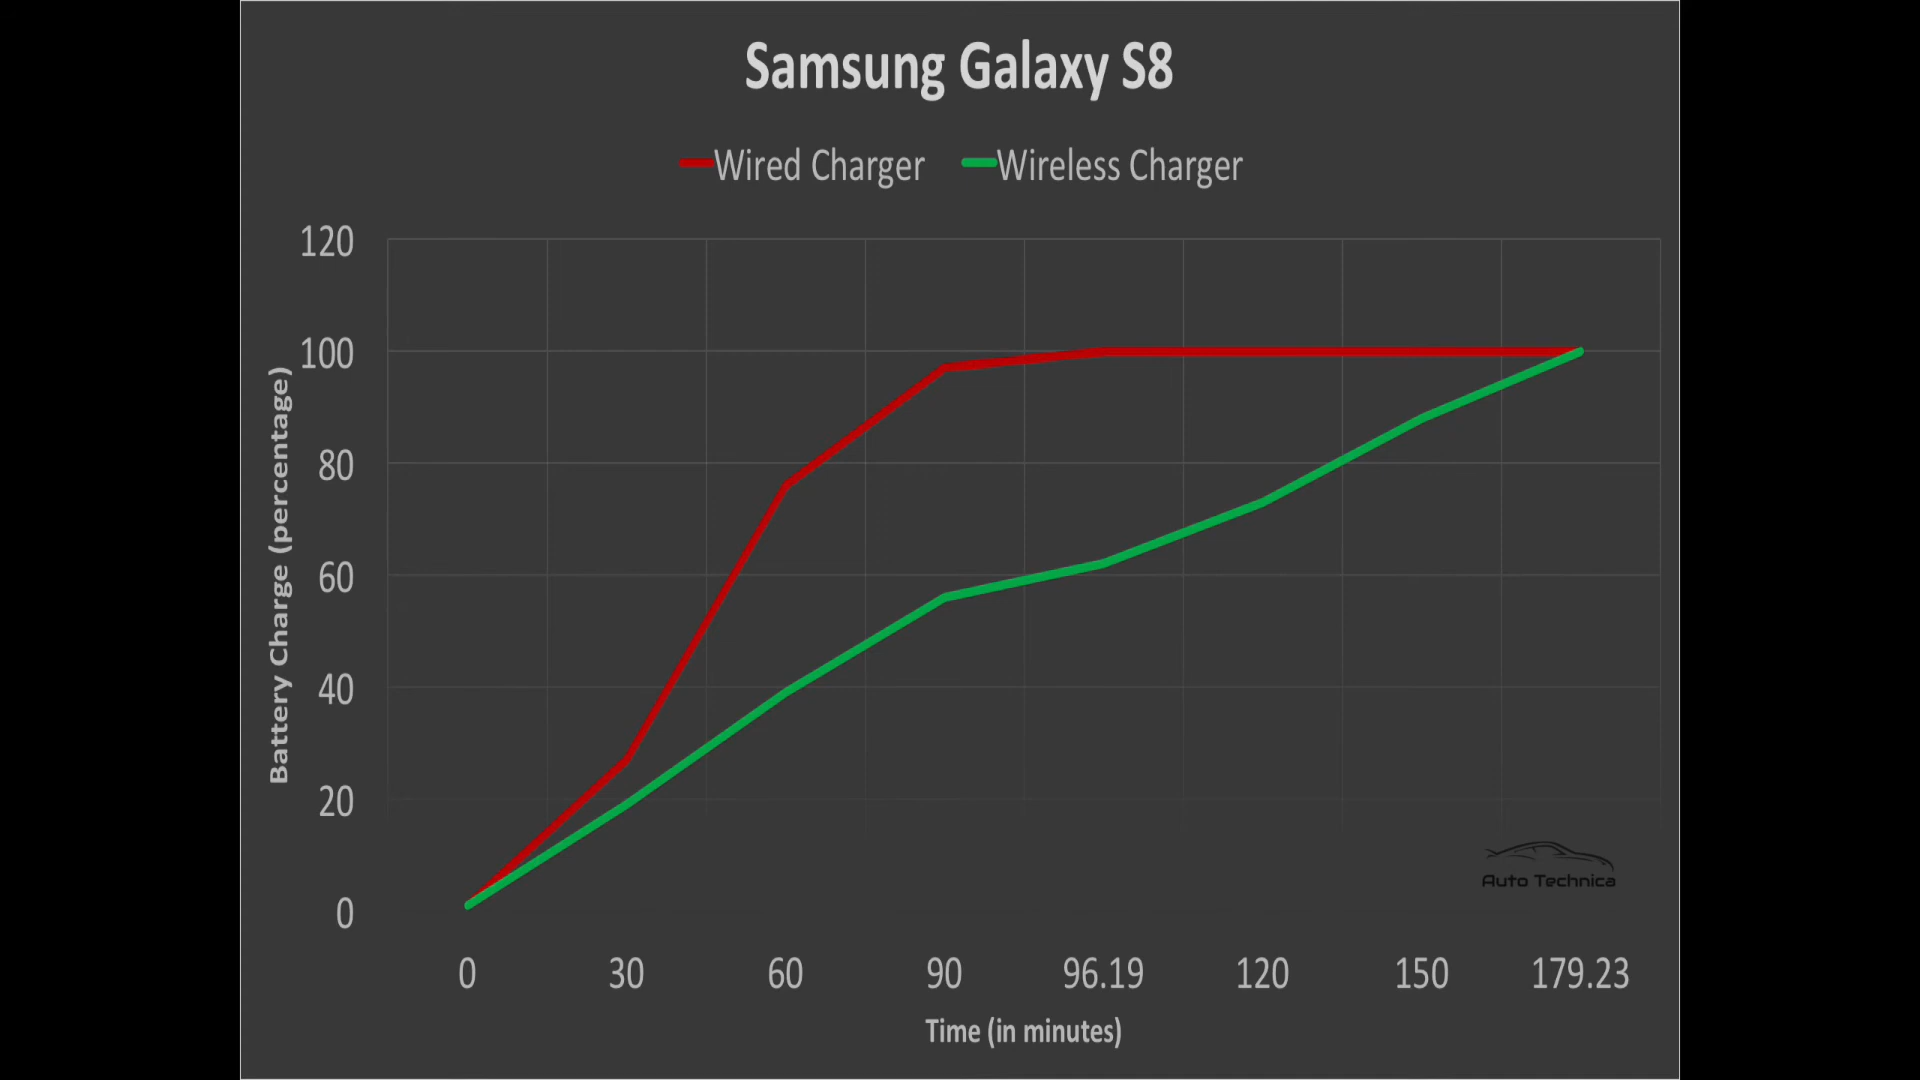 Samsung Galaxy S8
Wired Charger Wireless Charger
120
100
80
60
40
20
0
Battery Charge (percentage)
0 30 60 90 96.19 120 150 179.23
Time (in minutes)
Auto Technica